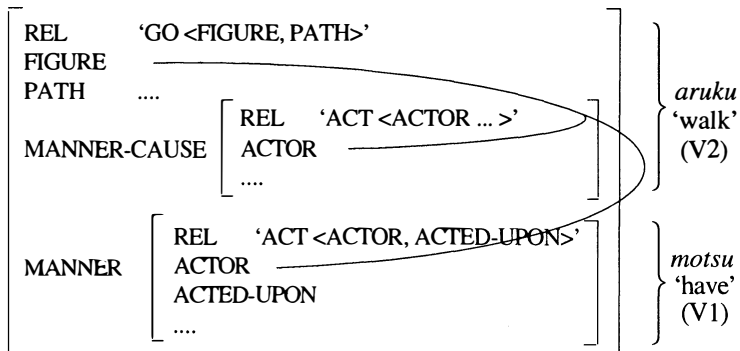 REL 'GO <FIGURE, PATH>'
FIGURE
PATH ....
MANNER-CAUSE
REL 'ACT <ACTOR ... >'
ACTOR
....
aruku
'walk'
(V2)
MANNER
REL 'ACT <ACTOR, ACTED-UPON>'
ACTOR
ACTED-UPON
....
motsu
'have'
(V1)